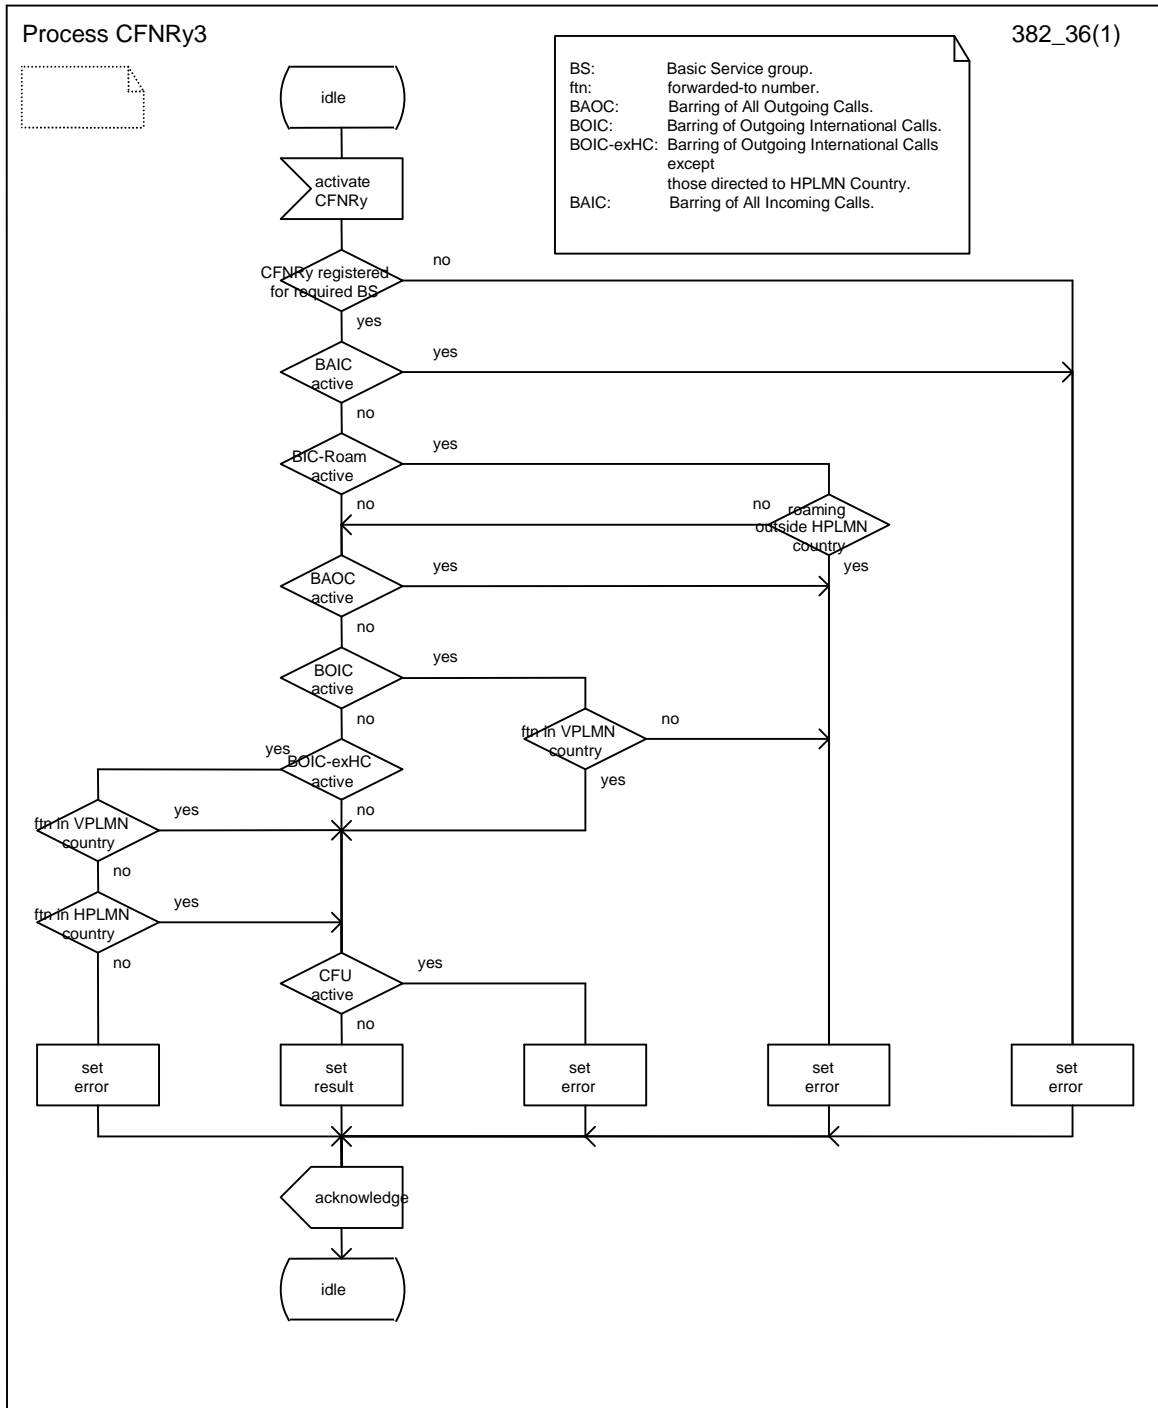 Process CFNRy3
382_36(1)
BS: Basic Service group.
ftn: forwarded-to number.
BAOC: Barring of All Outgoing Calls.
BOIC: Barring of Outgoing International Calls.
BOIC-exHC: Barring of Outgoing International Calls
except
those directed to HPLMN Country.
BAIC: Barring of All Incoming Calls.
idle
activate
CFNRy
CFNRy registered
for required BS
no
yes
BAIC
active
yes
no
BIC-Roam
active
yes
no
no
roaming
outside HPLMN
country
yes
BAOC
active
yes
no
BOIC
active
yes
no
ftn in VPLMN
country
no
yes
yes
BOIC-exHC
active
no
ftn in VPLMN
country
yes
no
ftn in HPLMN
country
yes
no
CFU
active
yes
no
set
error
set
result
set
error
set
error
set
error
acknowledge
idle